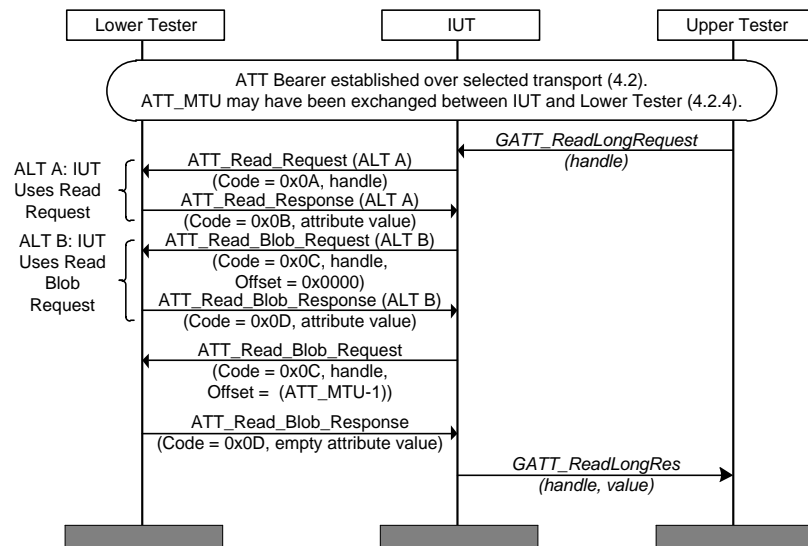 Lower Tester
IUT
Upper Tester
ATT Bearer established over selected transport (4.2).
ATT_MTU may have been exchanged between IUT and Lower Tester (4.2.4).
GATT_ReadLongRequest
(handle)
ALT A: IUT
Uses Read
Request
ATT_Read_Request (ALT A)
(Code = 0x0A, handle)
ATT_Read_Response (ALT A)
(Code = 0x0B, attribute value)
ALT B: IUT
Uses Read
Blob
Request
ATT_Read_Blob_Request (ALT B)
(Code = 0x0C, handle,
Offset = 0x0000)
ATT_Read_Blob_Response (ALT B)
(Code = 0x0D, attribute value)
ATT_Read_Blob_Request
(Code = 0x0C, handle,
Offset = (ATT_MTU-1))
ATT_Read_Blob_Response
(Code = 0x0D, empty attribute value)
GATT_ReadLongRes
(handle, value)